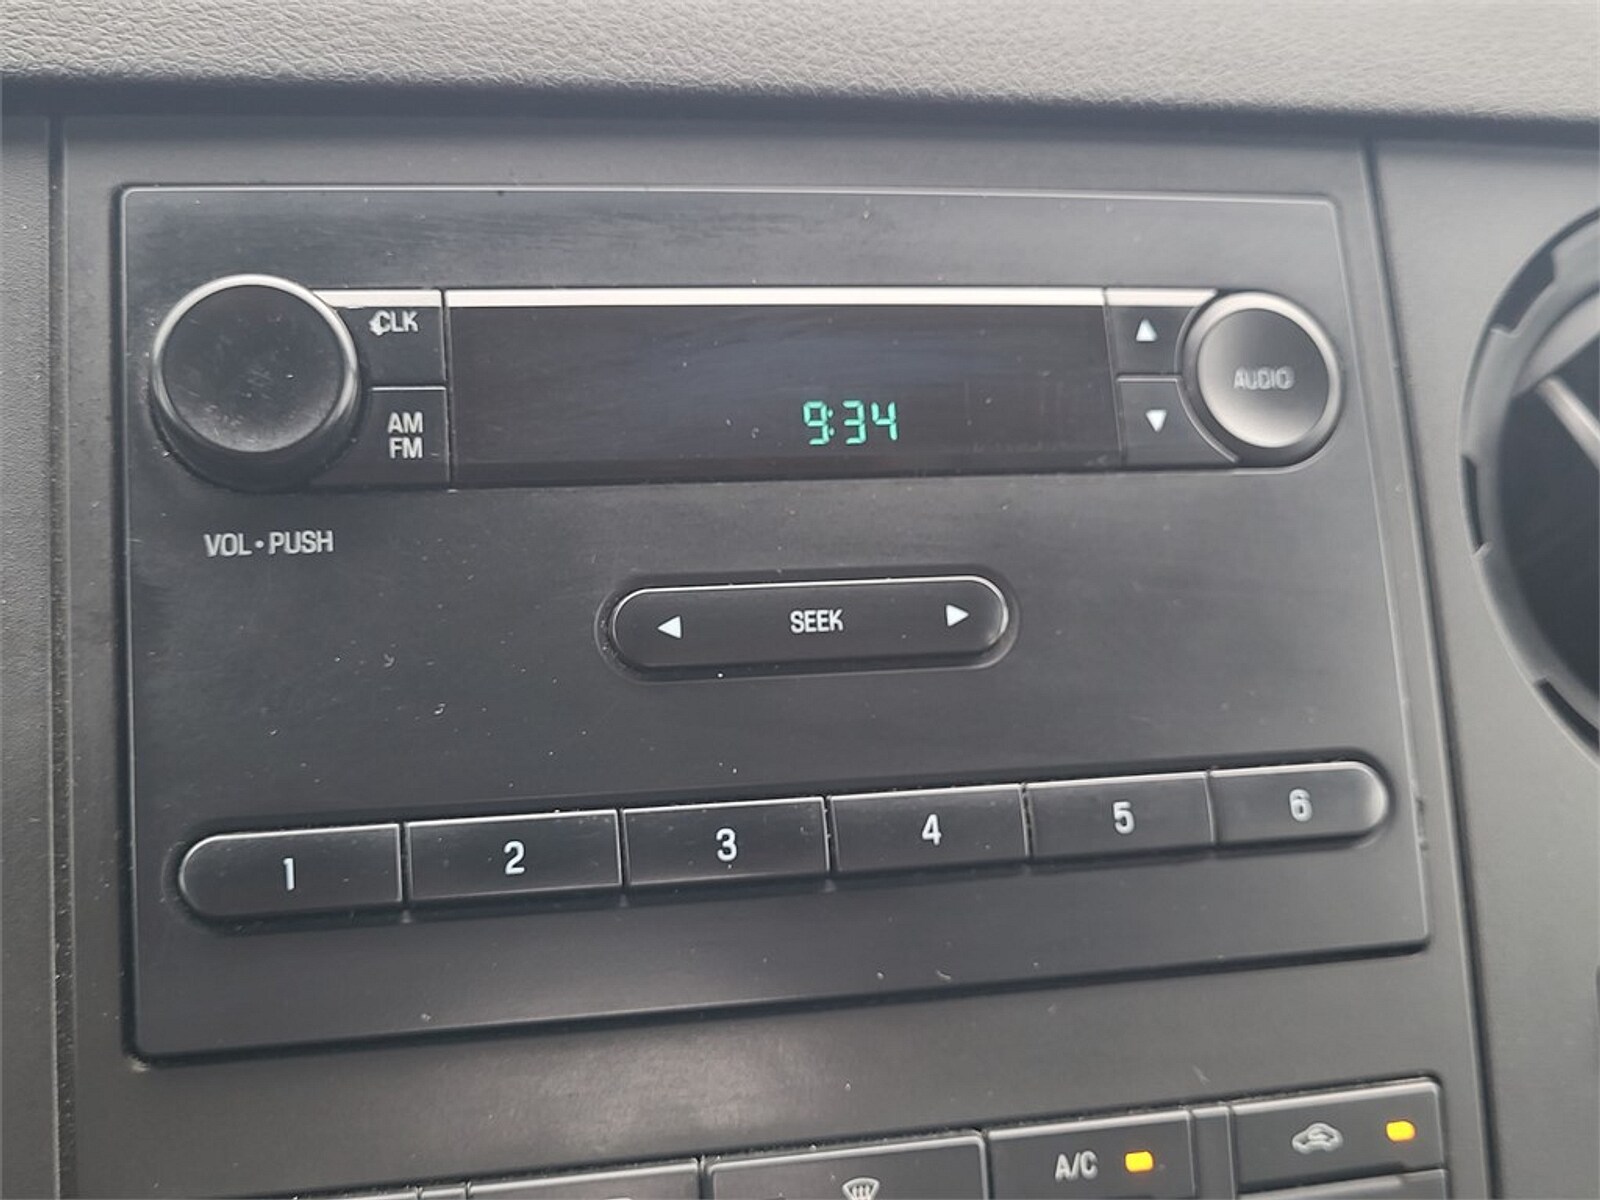 CLK
AM
FM
9:34
AUDIO
VOL•PUSH
SEEK
1 2 3 4 5 6
A/C